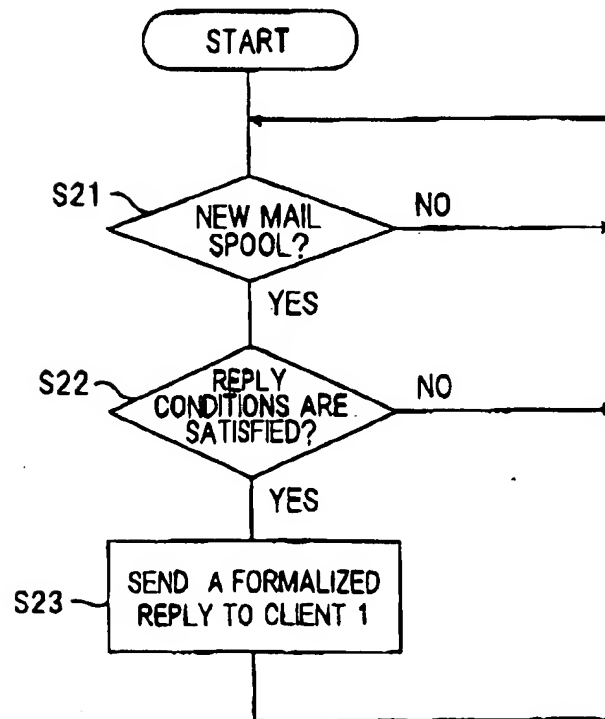 START
S21
NEW MAIL
SPOOL?
NO
YES
S22
REPLY
CONDITIONS ARE
SATISFIED?
NO
YES
S23
SEND A FORMALIZED
REPLY TO CLIENT 1